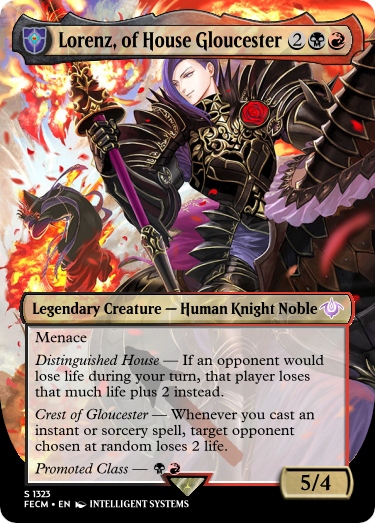 Lorenz, of House Gloucester 2
Legendary Creature — Human Knight Noble
Menace
Distinguished House — If an opponent would
lose life during your turn, that player loses
that much life plus 2 instead.
Crest of Gloucester — Whenever you cast an
instant or sorcery spell, target opponent
chosen at random loses 2 life.
Promoted Class —
5/4
S 1323
FECM • EN INTELLIGENT SYSTEMS